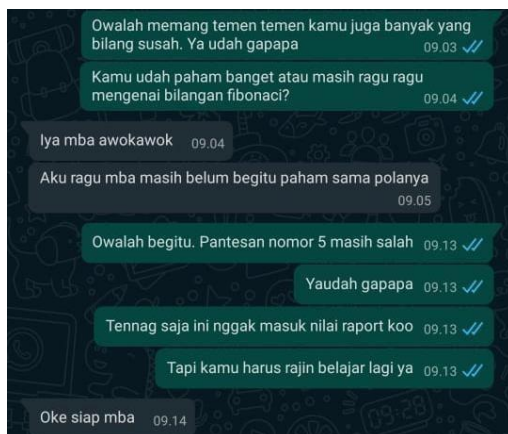 Owalah memang temen temen kamu juga banyak yang
bilang susah. Ya udah gapapa
09.03
Kamu udah paham banget atau masih ragu ragu
mengenai bilangan fibonaci?
09.04
Iya mba awokawok 09.04
Aku ragu mba masih belum begitu paham sama polanya
09.05
Owalah begitu. Pantesan nomor 5 masih salah 09.13
Yaudah gapapa 09.13
Tennag saja ini nggak masuk nilai raport koo 09.13
Tapi kamu harus rajin belajar lagi ya 09.13
Oke siap mba 09.14